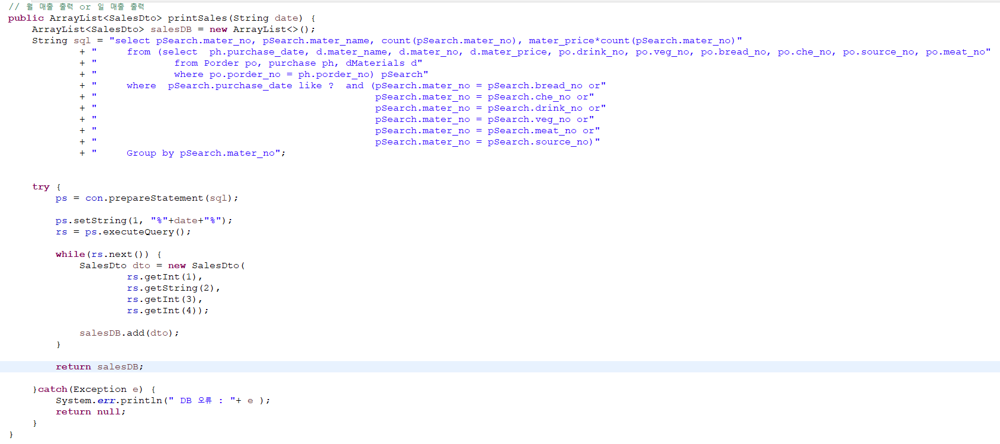 // 월 매출 출력 or 일 매출 출력
public ArrayList<SalesDto> printSales(String date) {
    ArrayList<SalesDto> salesDB = new ArrayList<>();
    String sql = "select pSearch.mater_no, pSearch.mater_name, count(pSearch.mater_no), mater_price*count(pSearch.mater_no)"
            + "     from (select  ph.purchase_date, d.mater_name, d.mater_no, d.mater_price, po.drink_no, po.veg_no, po.bread_no, po.che_no, po.source_no, po.meat_no"
            + "             from Porder po, purchase ph, dMaterials d"
            + "             where po.porder_no = ph.porder_no) pSearch"
            + "     where  pSearch.purchase_date like ?  and (pSearch.mater_no = pSearch.bread_no or"
            + "                                               pSearch.mater_no = pSearch.che_no or"
            + "                                               pSearch.mater_no = pSearch.drink_no or"
            + "                                               pSearch.mater_no = pSearch.veg_no or"
            + "                                               pSearch.mater_no = pSearch.meat_no or"
            + "                                               pSearch.mater_no = pSearch.source_no)"
            + "     Group by pSearch.mater_no";
    try {
        ps = con.prepareStatement(sql);
        ps.setString(1, "%"+date+"%");
        rs = ps.executeQuery();
        while(rs.next()) {
            SalesDto dto = new SalesDto(
                    rs.getInt(1),
                    rs.getString(2),
                    rs.getInt(3),
                    rs.getInt(4));
            salesDB.add(dto);
        }
        return salesDB;
    }catch(Exception e) {
        System.err.println(" DB 오류 : "+ e );
        return null;
    }
}